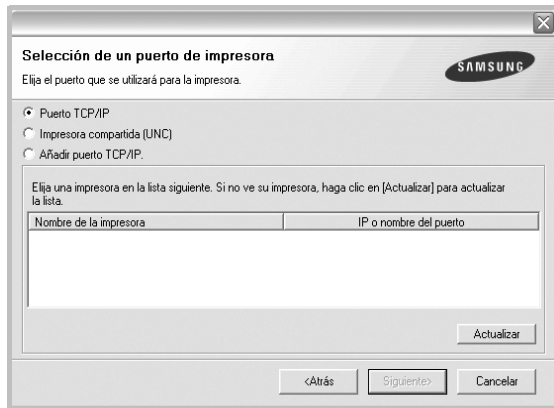 Selección de un puerto de impresora
Elija el puerto que se utilizará para la impresora.
SAMSUNG
Puerto TCP/IP
Impresora compartida (UNC)
Añadir puerto TCP/IP.
Elija una impresora en la lista siguiente. Si no ve su impresora, haga clic en [Actualizar] para actualizar
la lista.
Nombre de la impresora IP o nombre del puerto
Actualizar
<Atrás Siguiente> Cancelar